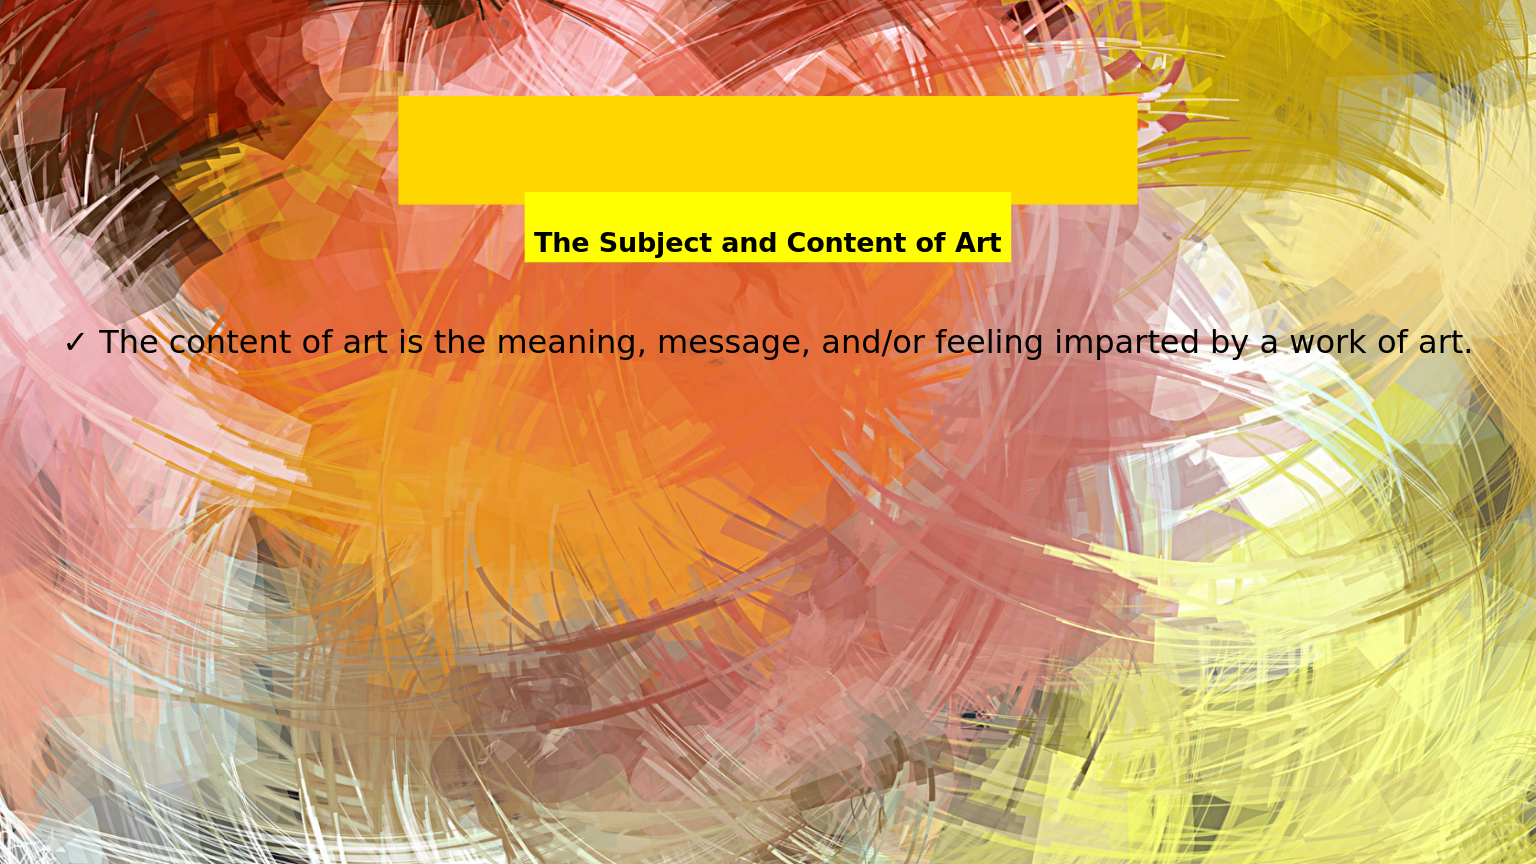 The Subject and Content of Art
✓ The content of art is the meaning, message, and/or feeling imparted by a work of art.